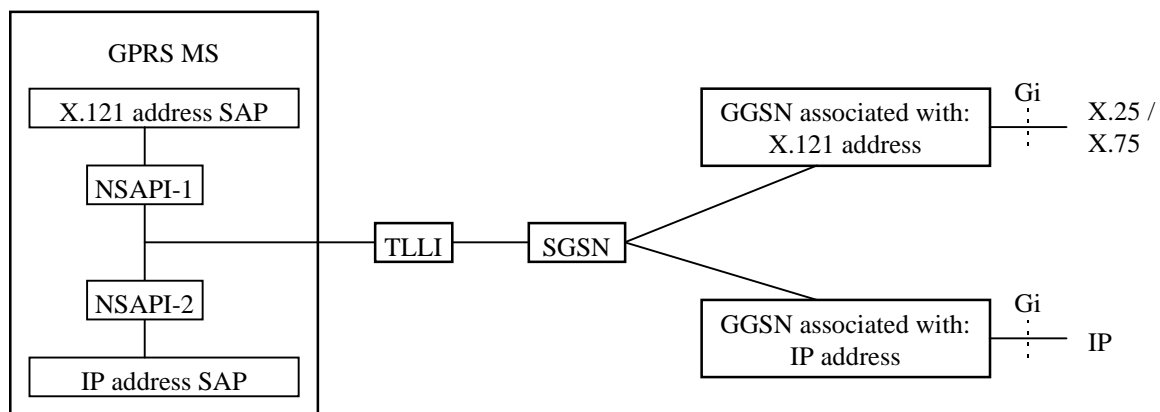 GPRS MS
X.121 address SAP
NSAPI-1
NSAPI-2
IP address SAP
TLLI
SGSN
GGSN associated with:
X.121 address
Gi
X.25 /
X.75
GGSN associated with:
IP address
Gi
IP